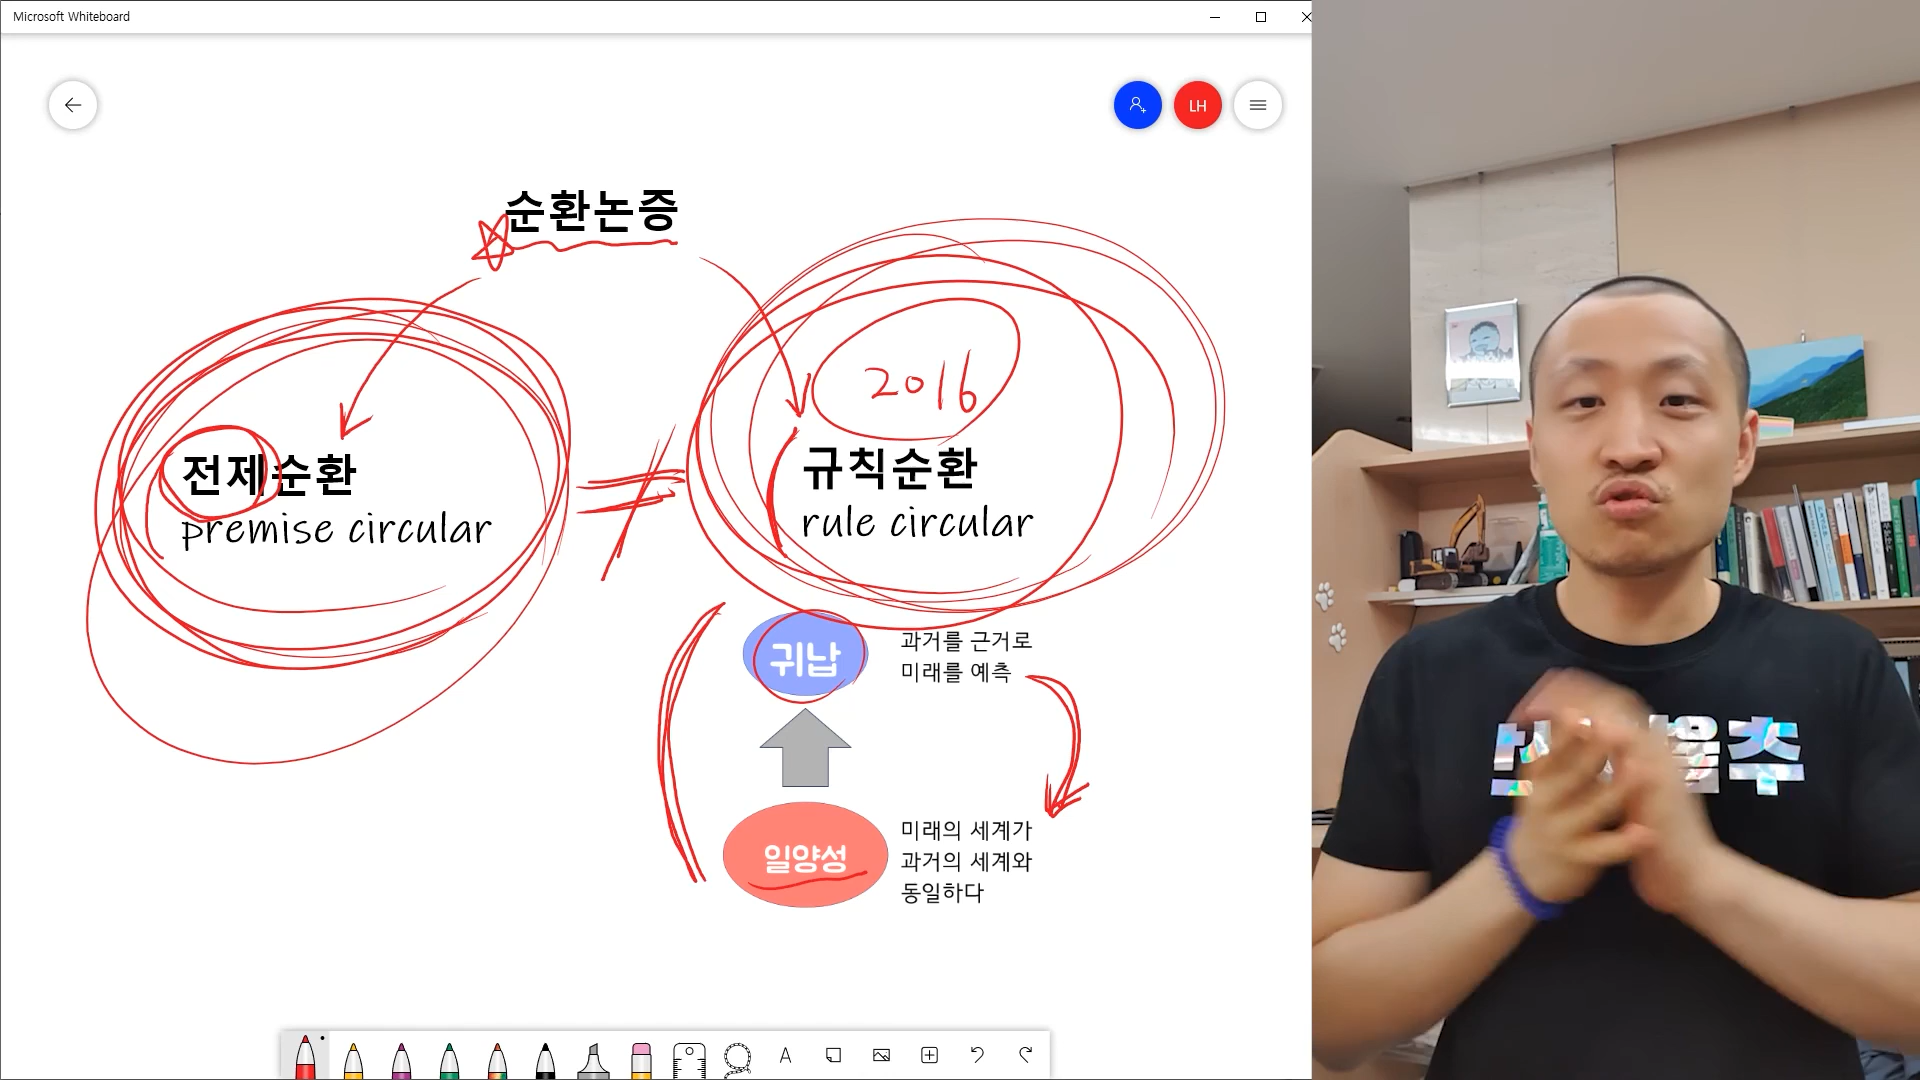 Microsoft Whiteboard
LH
순환논증
2016
전제순환
premise circular
규칙순환
rule circular
귀납
과거를 근거로
미래를 예측
일양성
미래의 세계가
과거의 세계와
동일하다
A